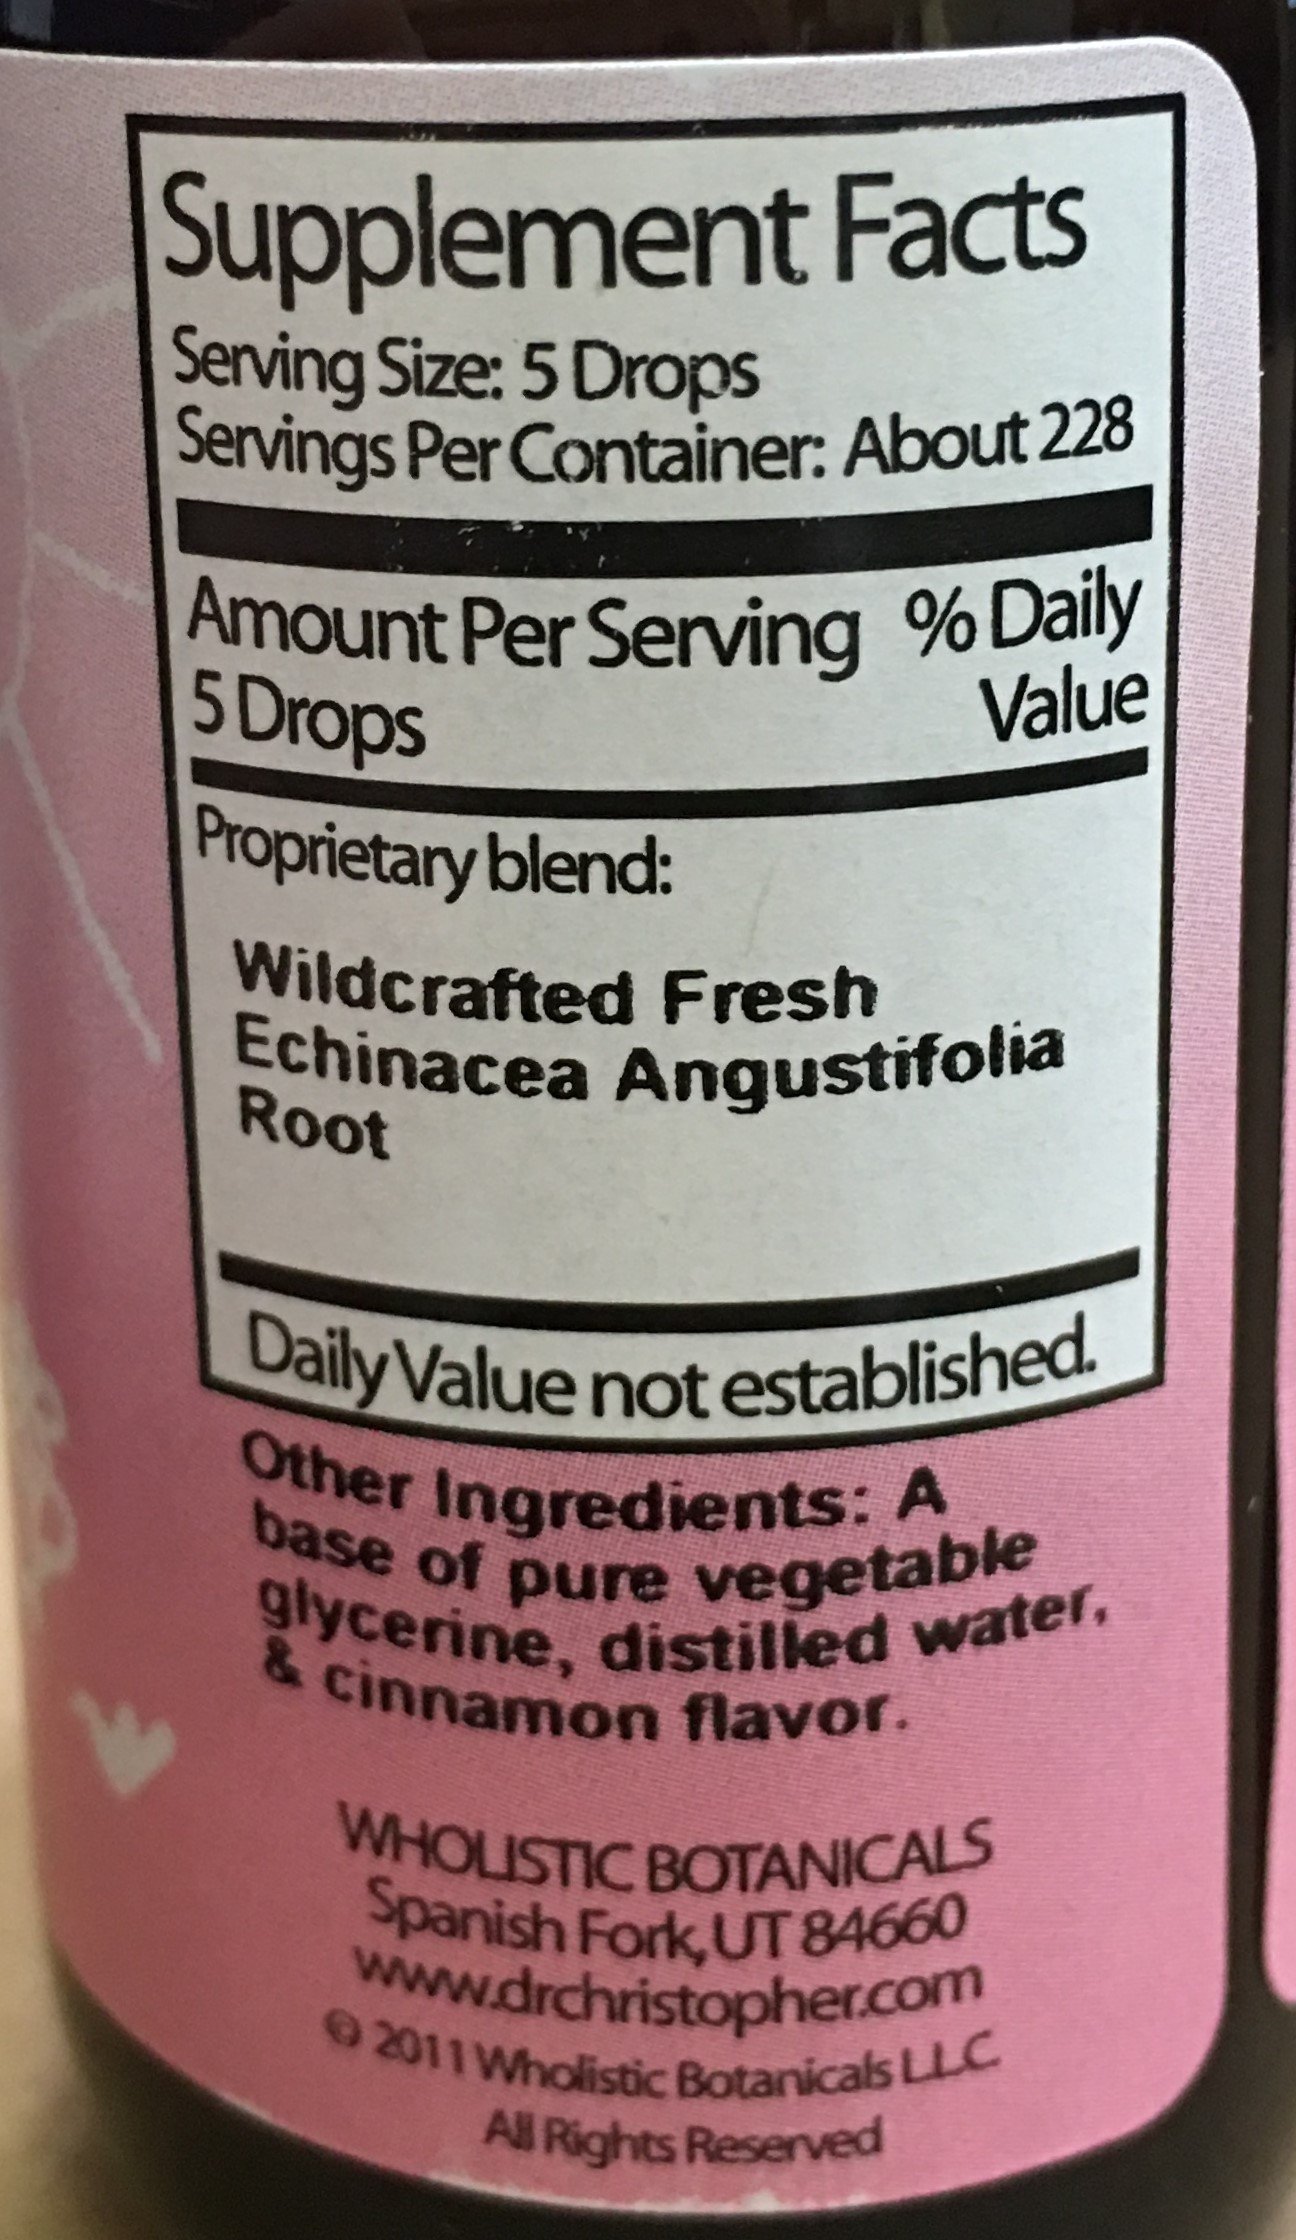 Supplement Facts
Serving Size: 5 Drops
Servings Per Container: About 228
Amount Per Serving % Daily
5 Drops Value
Proprietary blend:
Wildcrafted Fresh
Echinacea Angustifolia
Root
Daily Value not established.
Other Ingredients: A
base of pure vegetable
glycerine, distilled water,
& cinnamon flavor.
WHOLISTIC BOTANICALS
Spanish Fork, UT 84660
www.drchristopher.com
© 2011 Wholistic Botanicals L.L.C.
All Rights Reserved